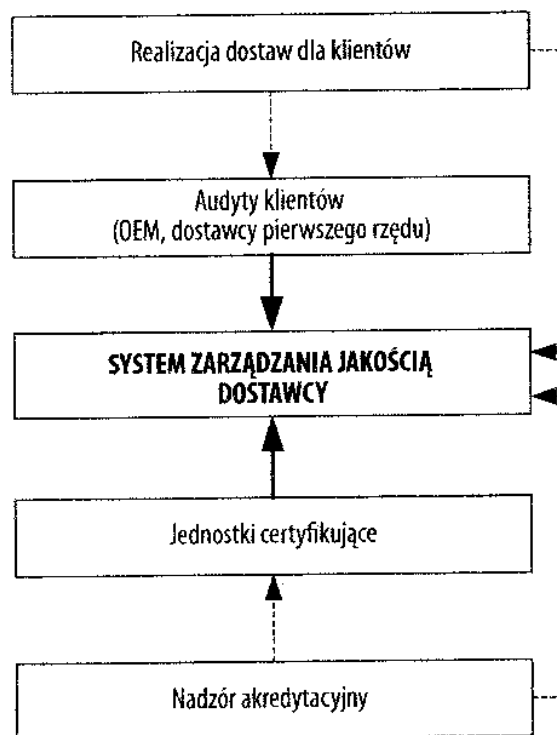 Realizacja dostaw dla klientów
Audyty klientów
(OEM, dostawcy pierwszego rzędu)
SYSTEM ZARZĄDZANIA JAKOŚCIĄ
DOSTAWCY
Jednostki certyfikujące
Nadzór akredytacyjny